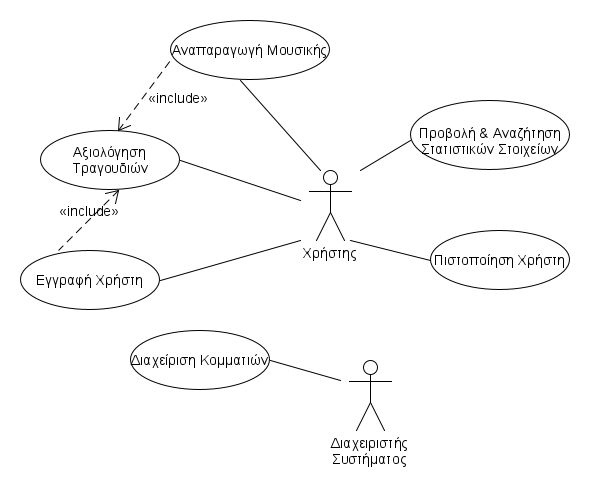 Αναπαραγωγή Μουσικής
«include»
Προβολή & Αναζήτηση
Στατιστικών Στοιχείων
Αξιολόγηση
Τραγουδιών
«include»
Χρήστης
Πιστοποίηση Χρήστη
Εγγραφή Χρήστη
Διαχείριση Κομματιών
Διαχειριστής
Συστήματος